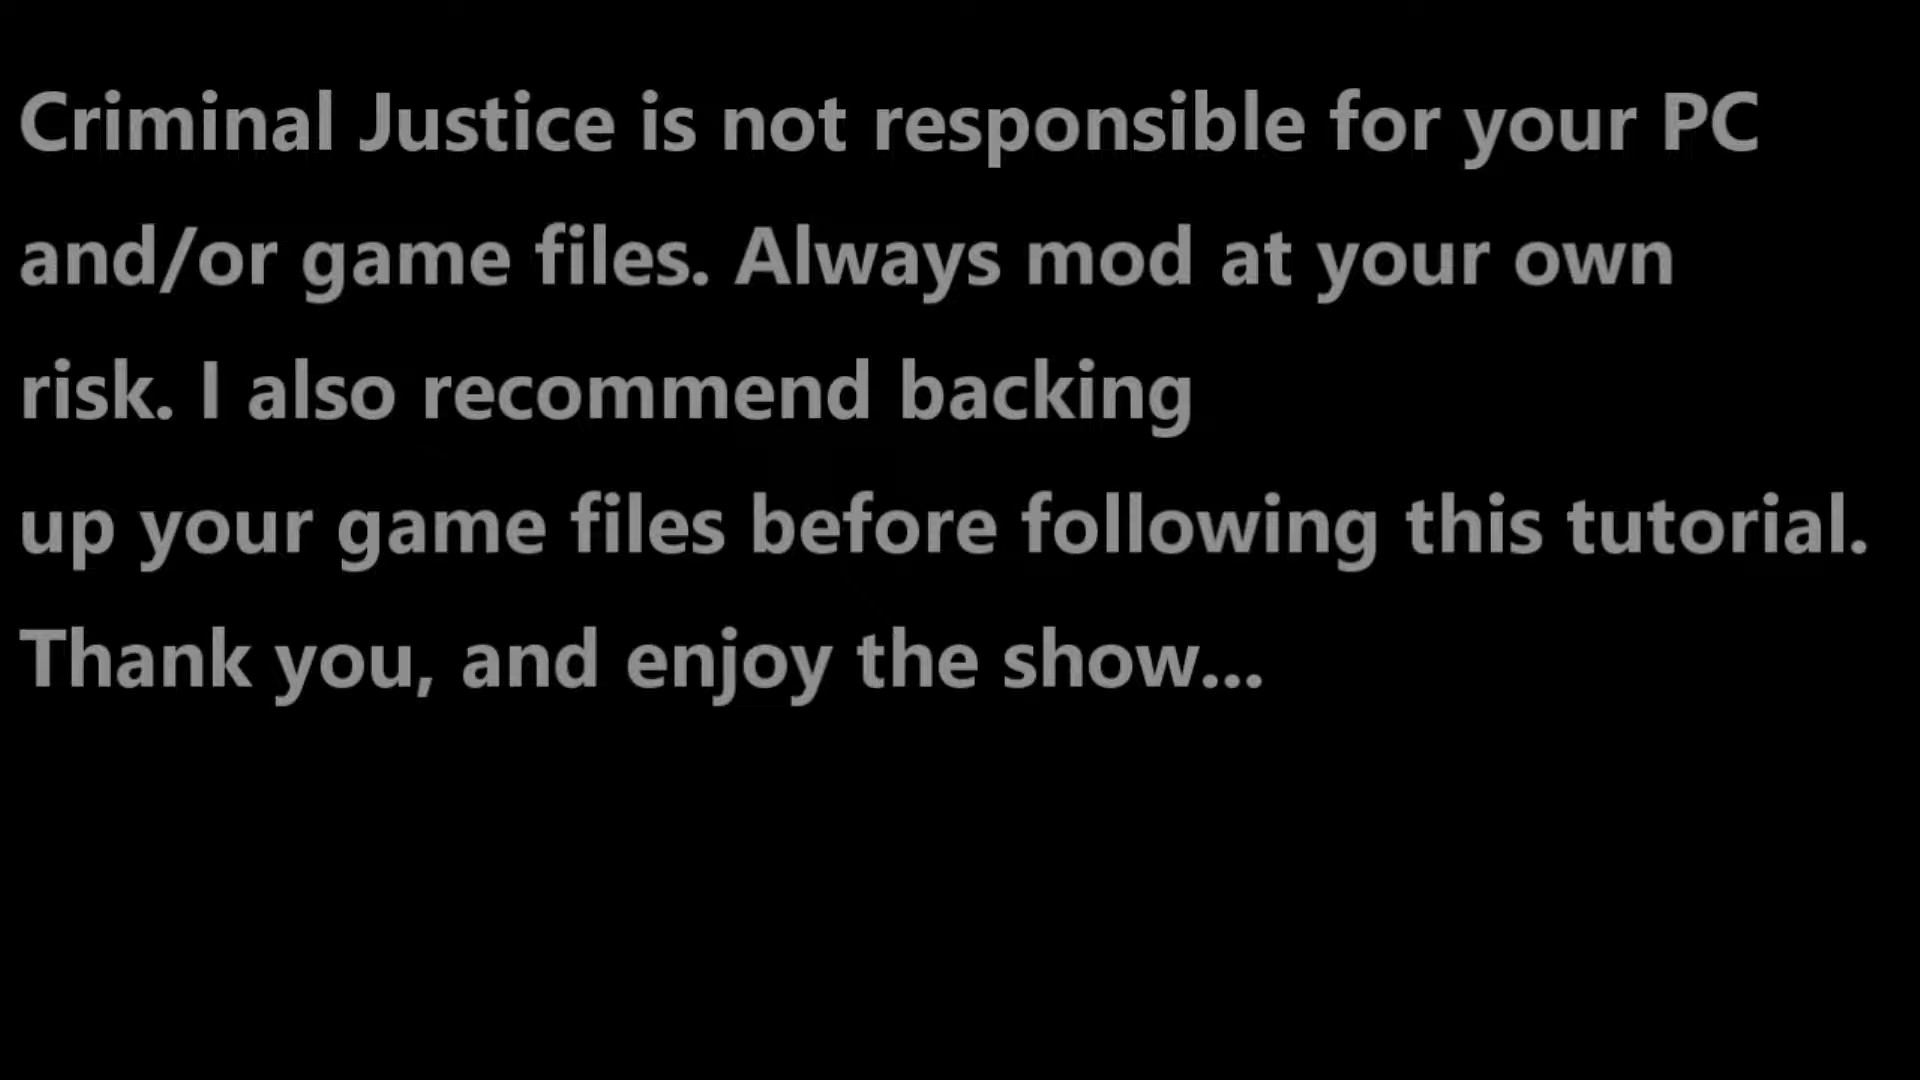 Criminal Justice is not responsible for your PC
and/or game files. Always mod at your own
risk. I also recommend backing
up your game files before following this tutorial.
Thank you, and enjoy the show...